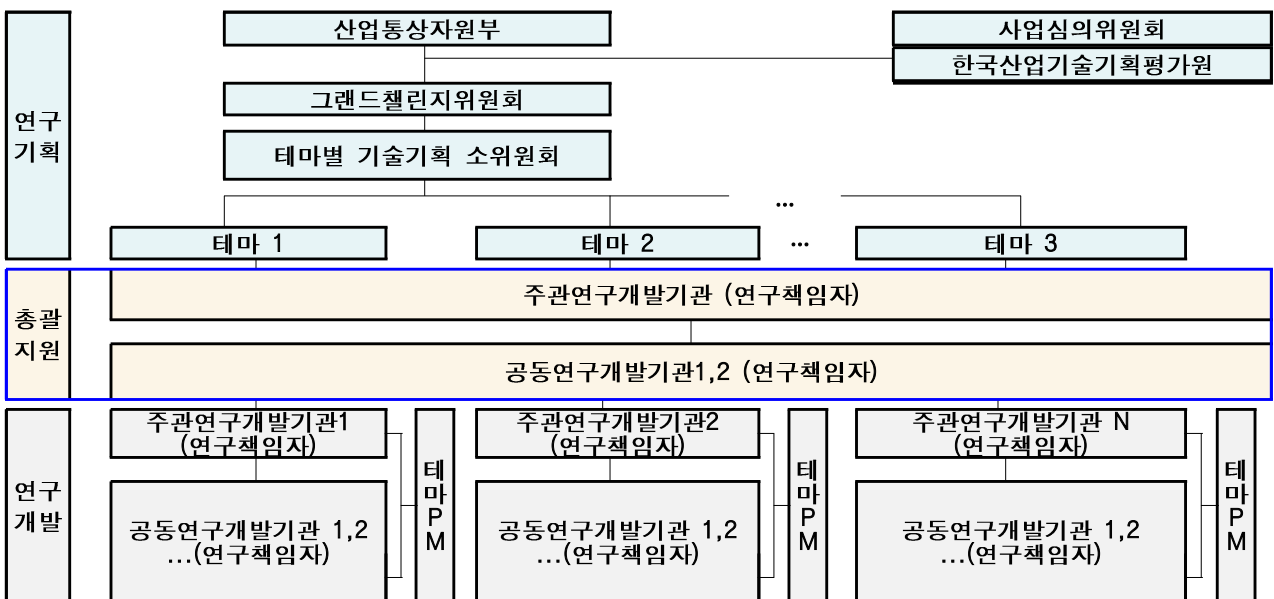 산업통상자원부
사업심의위원회
한국산업기술기획평가원
그랜드챌린지위원회
테마별 기술기획 소위원회
연구
기획
...
테마 1
테마 2
...
테마 3
총괄
지원
주관연구개발기관 (연구책임자)
공동연구개발기관1,2 (연구책임자)
연구
개발
주관연구개발기관1
(연구책임자)
공동연구개발기관 1,2
...(연구책임자)
테
마
P
M
주관연구개발기관2
(연구책임자)
공동연구개발기관 1,2
...(연구책임자)
테
마
P
M
주관연구개발기관 N
(연구책임자)
공동연구개발기관 1,2
...(연구책임자)
테
마
P
M